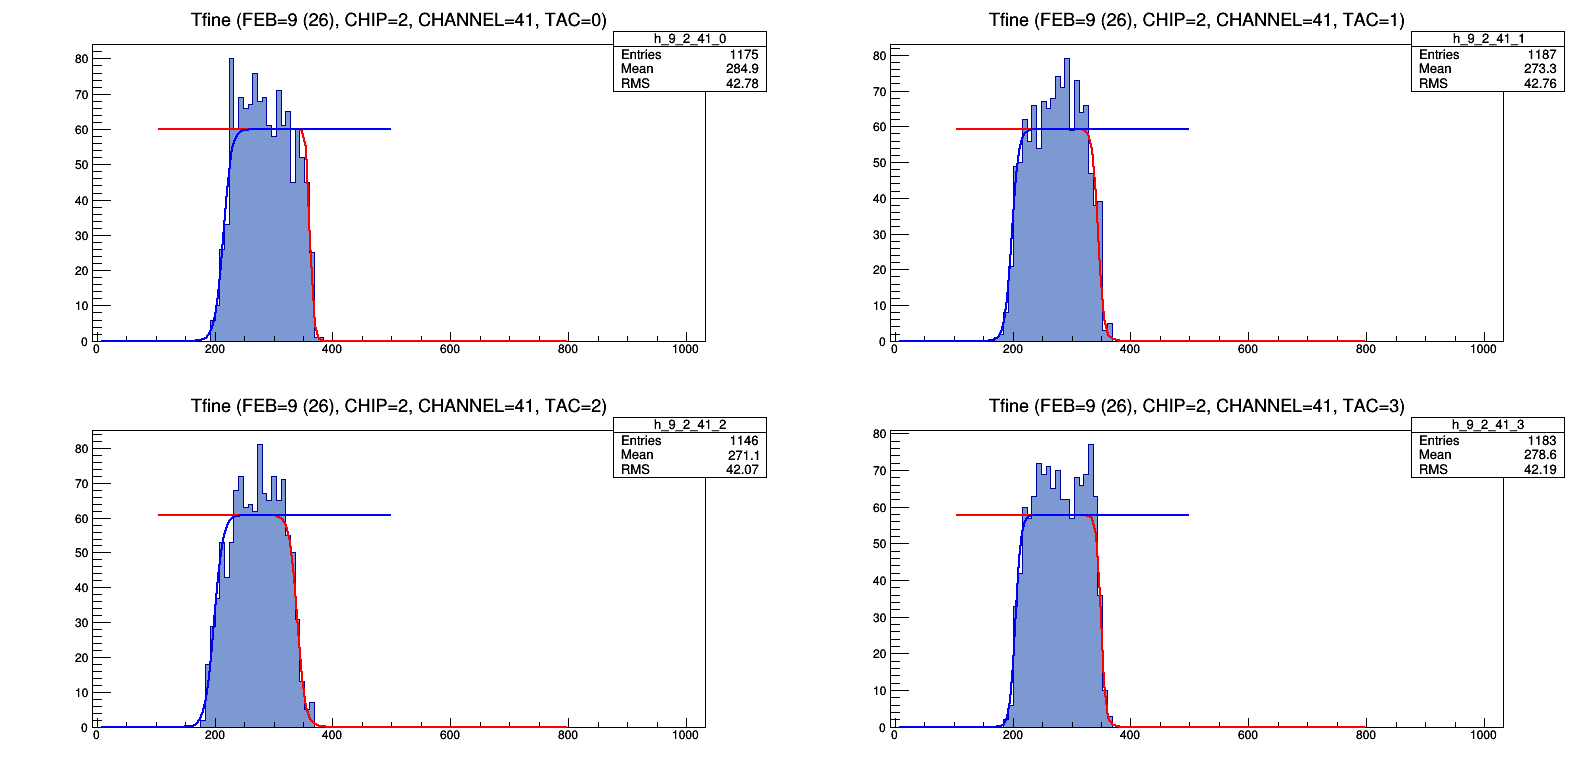 Tfine (FEB=9 (26), CHIP=2, CHANNEL=41, TAC=0)
h_9_2_41_0
Entries 1175
Mean 284.9
RMS 42.78
80
70
60
50
40
30
20
10
0
0 200 400 600 800 1000
Tfine (FEB=9 (26), CHIP=2, CHANNEL=41, TAC=1)
h_9_2_41_1
Entries 1187
Mean 273.3
RMS 42.76
80
70
60
50
40
30
20
10
0
0 200 400 600 800 1000
Tfine (FEB=9 (26), CHIP=2, CHANNEL=41, TAC=2)
h_9_2_41_2
Entries 1146
Mean 271.1
RMS 42.07
80
70
60
50
40
30
20
10
0
0 200 400 600 800 1000
Tfine (FEB=9 (26), CHIP=2, CHANNEL=41, TAC=3)
h_9_2_41_3
Entries 1183
Mean 278.6
RMS 42.19
80
70
60
50
40
30
20
10
0
0 200 400 600 800 1000